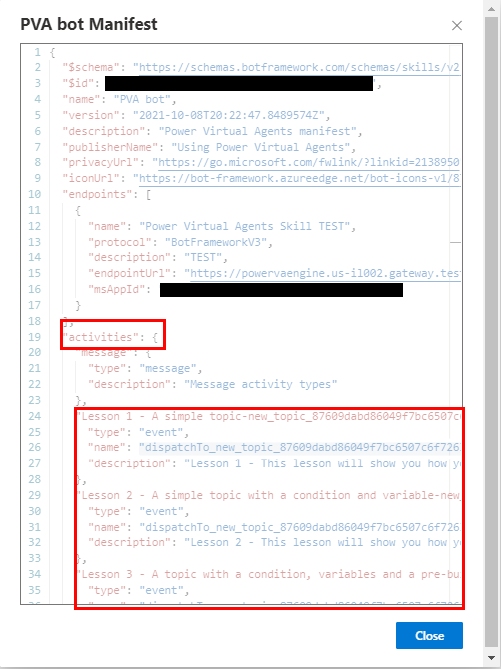 PVA bot Manifest
1 {
2 "$schema": "https://schemas.botframework.com/schemas/skills/v2
3 "$id":
4 "name": "PVA bot",
5 "version": "2021-10-08T20:22:47.8489574Z",
6 "description": "Power Virtual Agents manifest",
7 "publisherName": "Using Power Virtual Agents",
8 "privacyUrl": "https://go.microsoft.com/fwlink/?linkid=2138950
9 "iconUrl": "https://bot-framework.azureedge.net/bot-icons-v1/8
10 "endpoints": [
11 {
12 "name": "Power Virtual Agents Skill TEST",
13 "protocol": "BotFrameworkV3",
14 "description": "TEST",
15 "endpointUrl": "https://powervaengine.us-il002.gateway.test
16 "msAppId":
17 }
18 ],
19 "activities": {
20 "message": {
21 "type": "message",
22 "description": "Message activity types"
23 },
24 "Lesson 1 - A simple topic-new_topic_87609dabd86049f7bc6507c
25 "type": "event",
26 "name": "dispatchTo_new_topic_87609dabd86049f7bc6507c6f726
27 "description": "Lesson 1 - This lesson will show you how yo
28 },
29 "Lesson 2 - A simple topic with a condition and variable-new_
30 "type": "event",
31 "name": "dispatchTo_new_topic_87609dabd86049f7bc6507c6f726
32 "description": "Lesson 2 - This lesson will show you how yo
33 },
34 "Lesson 3 - A topic with a condition, variables and a pre-bu
35 "type": "event",
Close